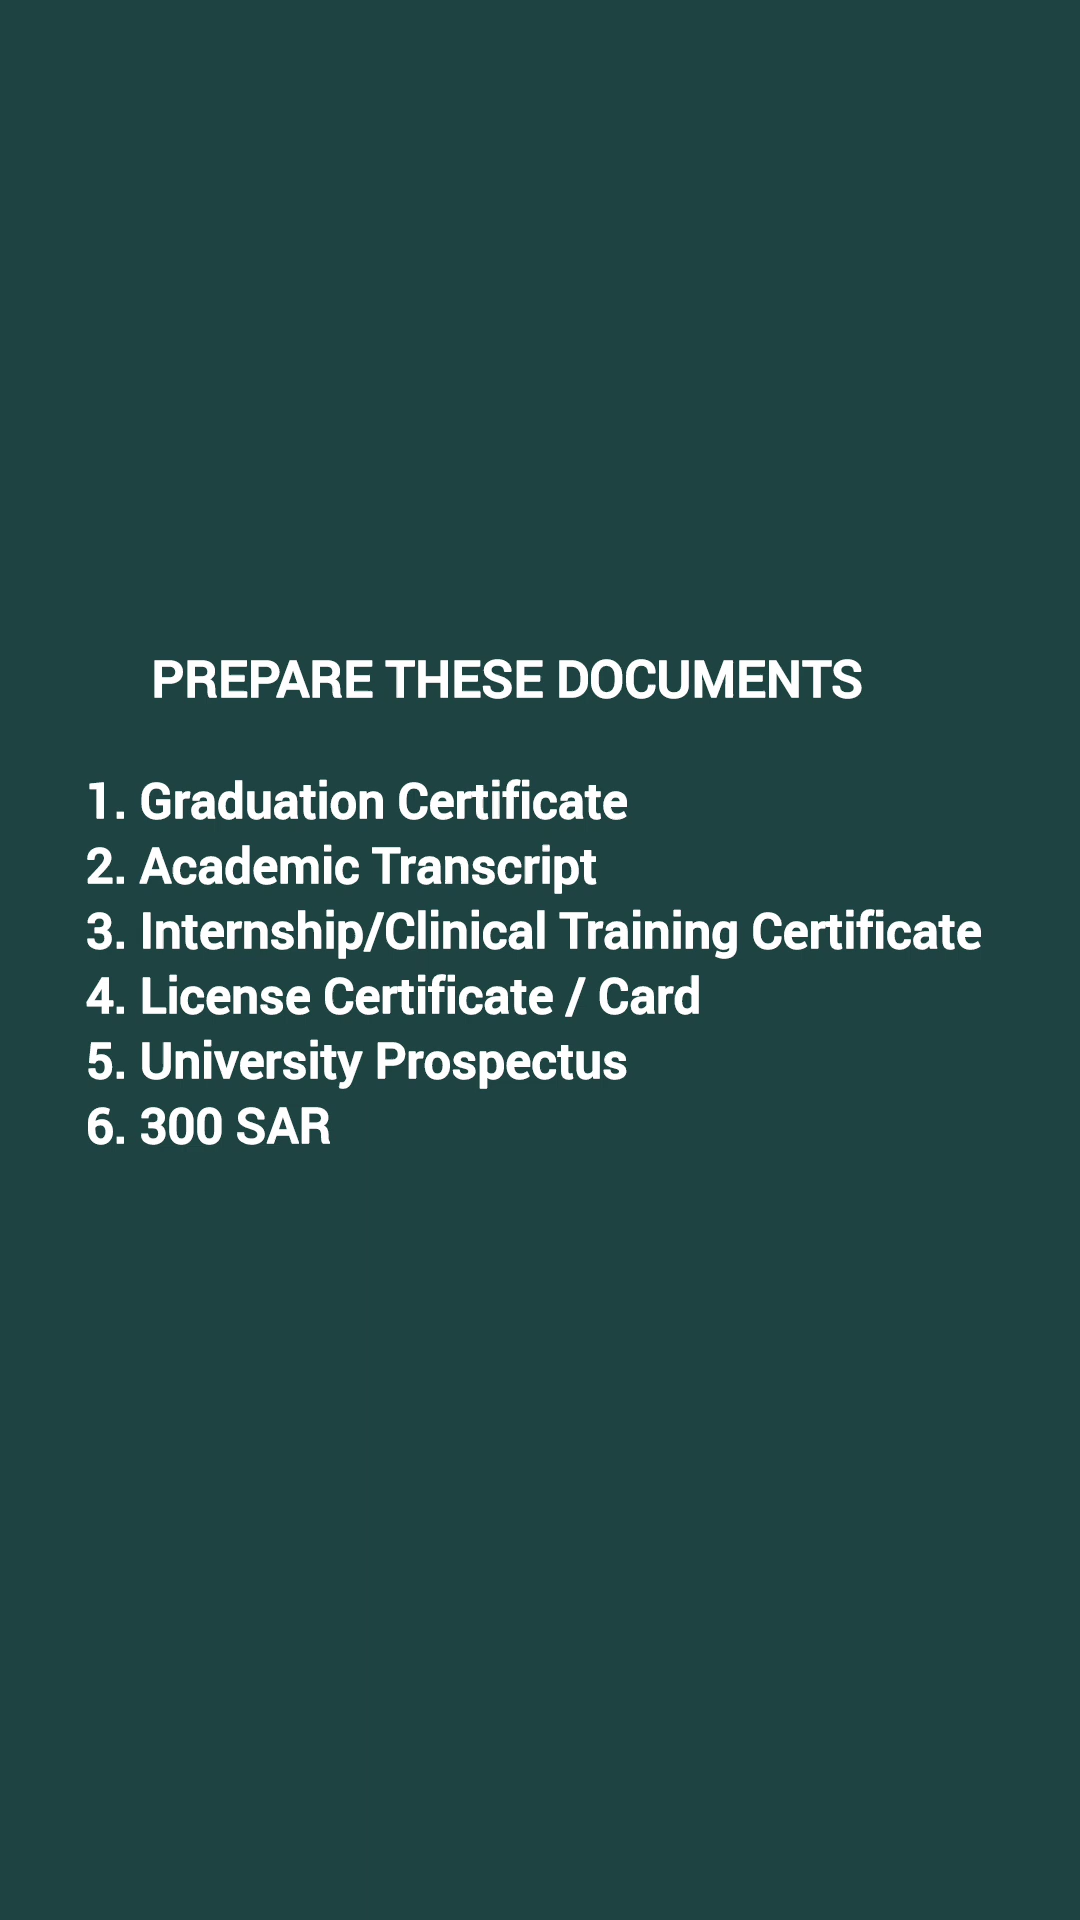 PREPARE THESE DOCUMENTS
1. Graduation Certificate
2. Academic Transcript
3. Internship/Clinical Training Certificate
4. License Certificate / Card
5. University Prospectus
6. 300 SAR